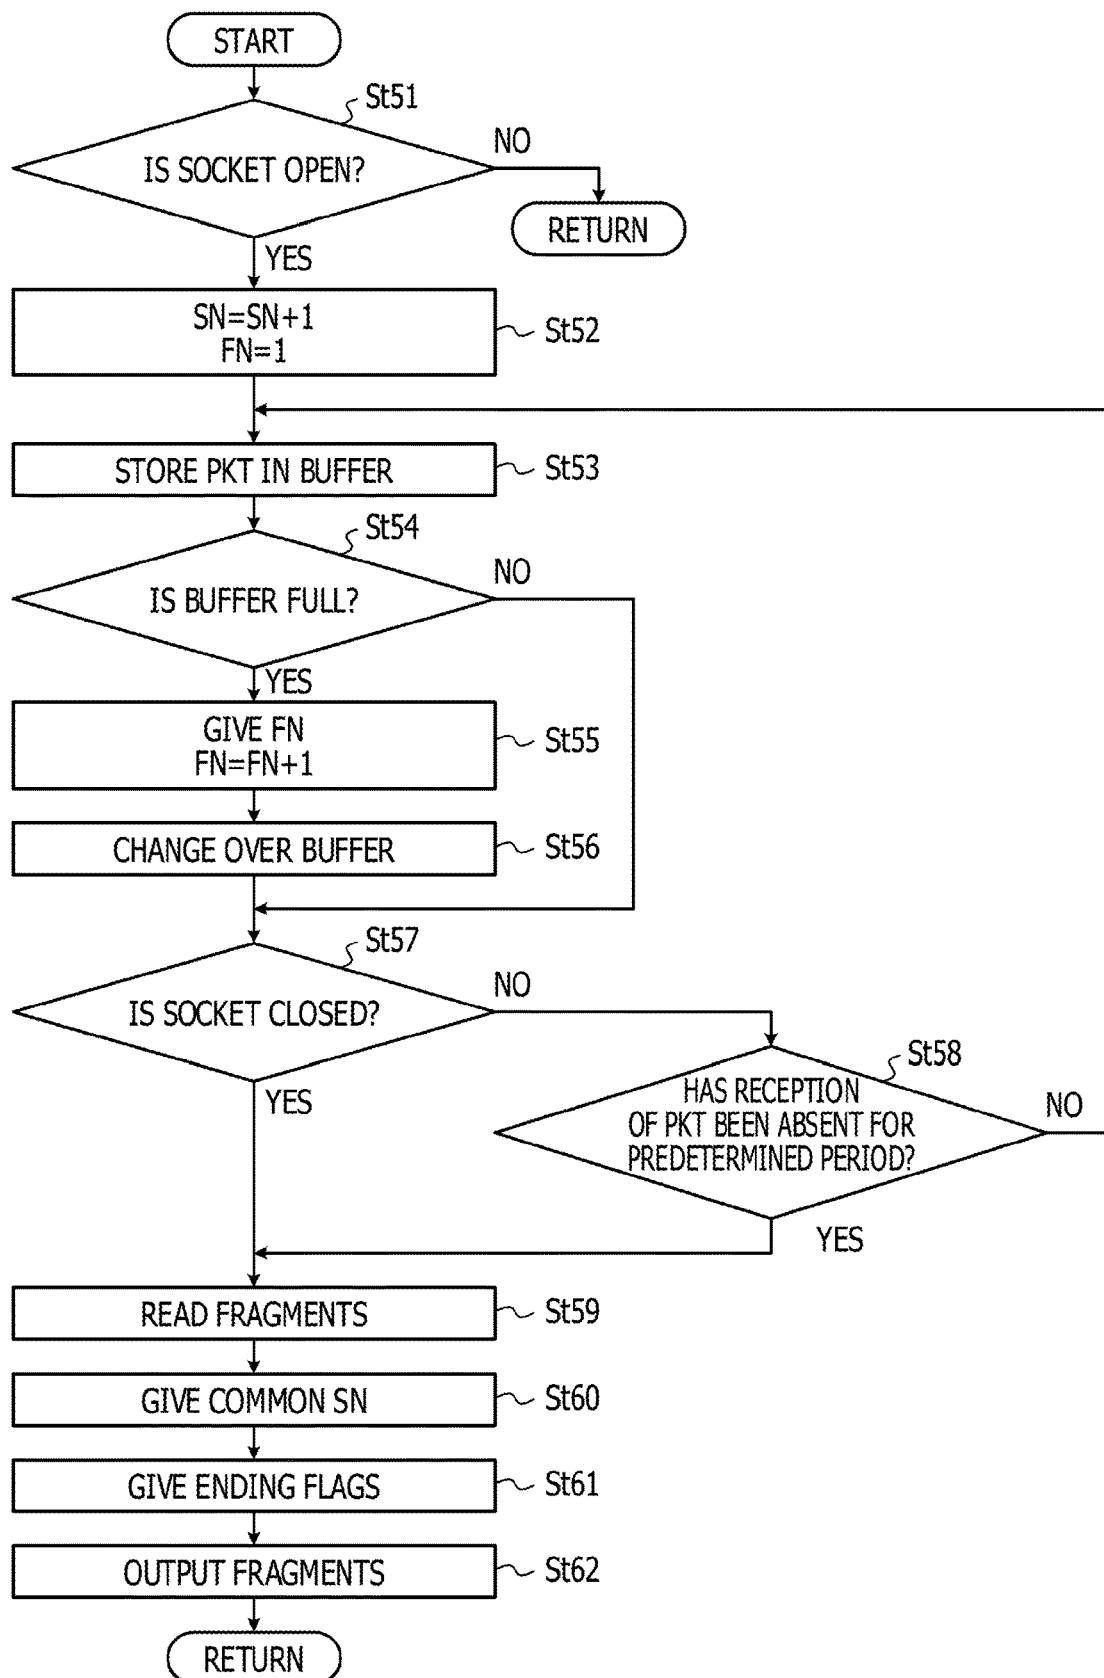 START
St51
IS SOCKET OPEN?
NO
RETURN
YES
SN=SN+1
FN=1
St52
STORE PKT IN BUFFER
St53
St54
IS BUFFER FULL?
NO
YES
GIVE FN
FN=FN+1
St55
CHANGE OVER BUFFER
St56
St57
IS SOCKET CLOSED?
NO
YES
St58
HAS RECEPTION
OF PKT BEEN ABSENT FOR
PREDETERMINED PERIOD?
NO
YES
READ FRAGMENTS
St59
GIVE COMMON SN
St60
GIVE ENDING FLAGS
St61
OUTPUT FRAGMENTS
St62
RETURN